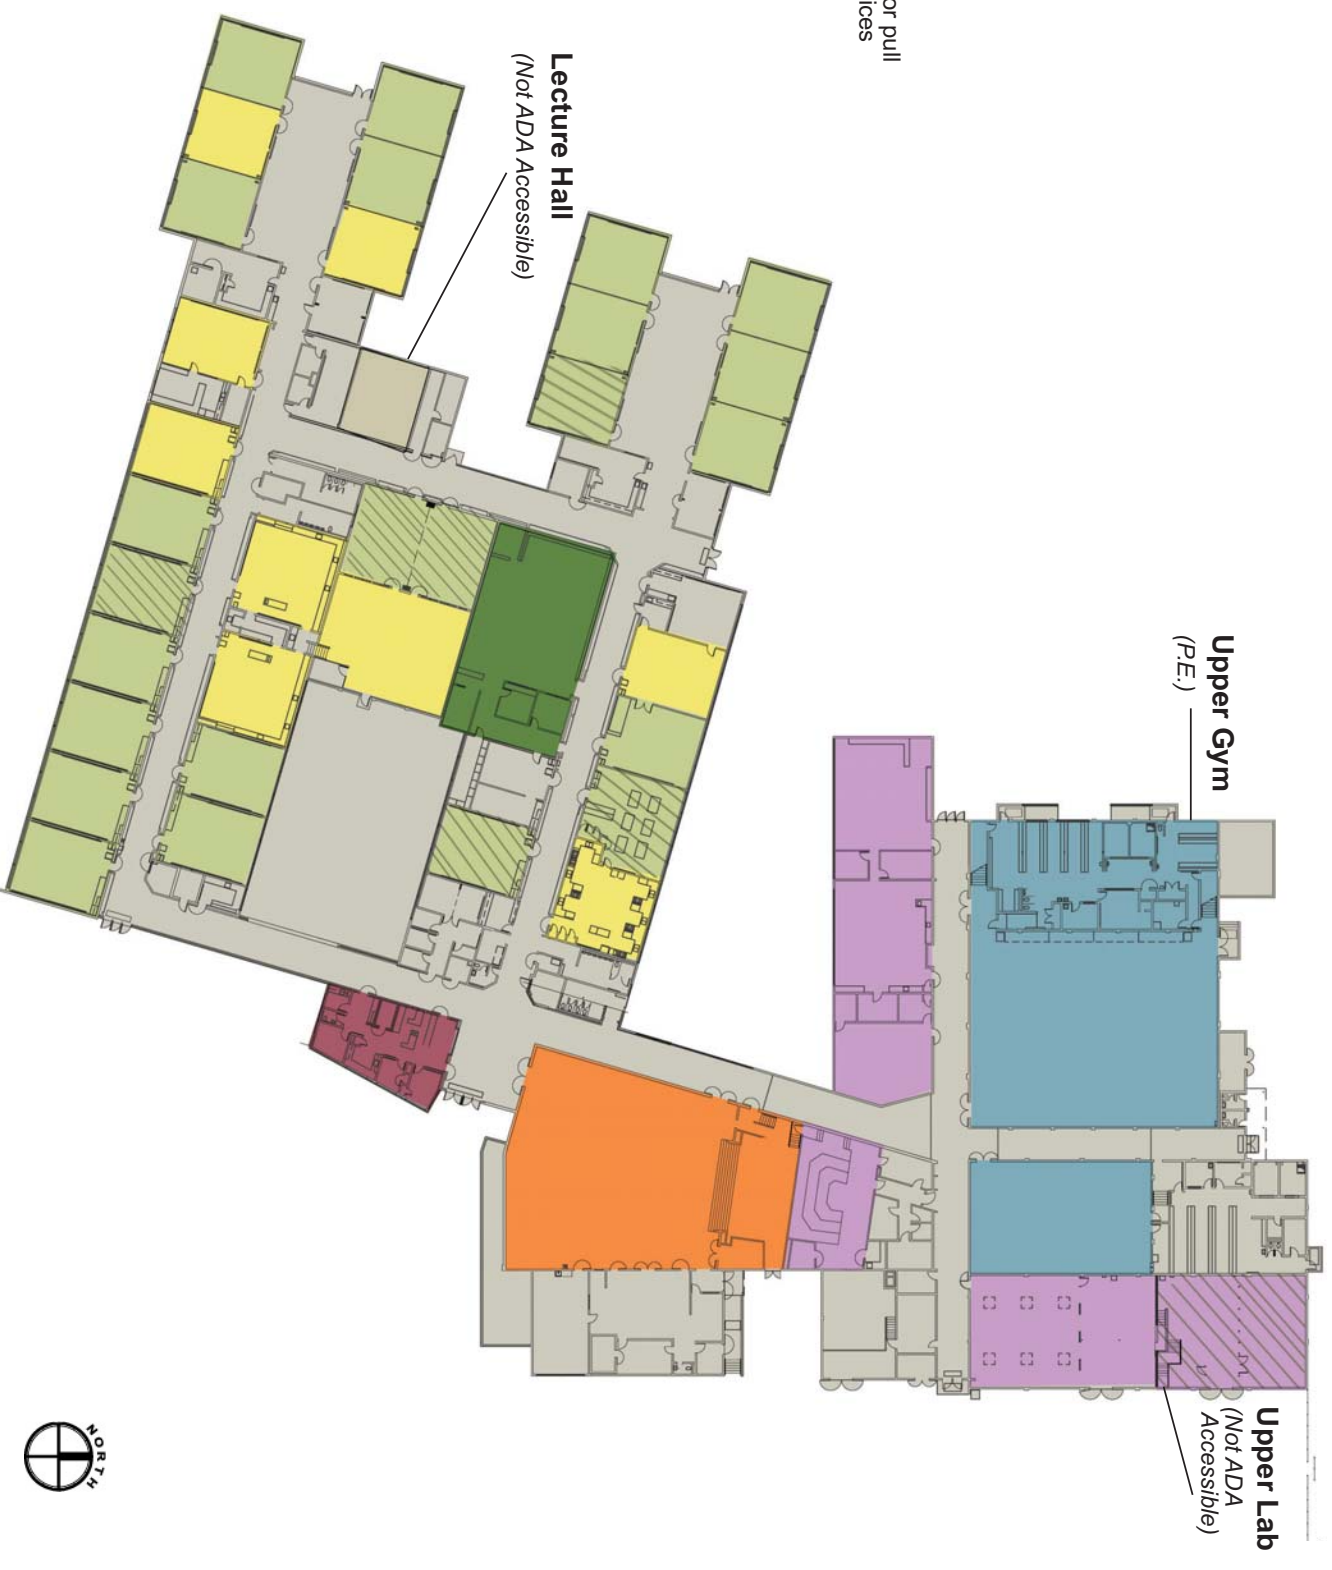 or pull
ices
Lecture Hall
(Not ADA Accessible)
Upper Gym
(P.E.)
Upper Lab
(Not ADA
Accessible)
NORTH